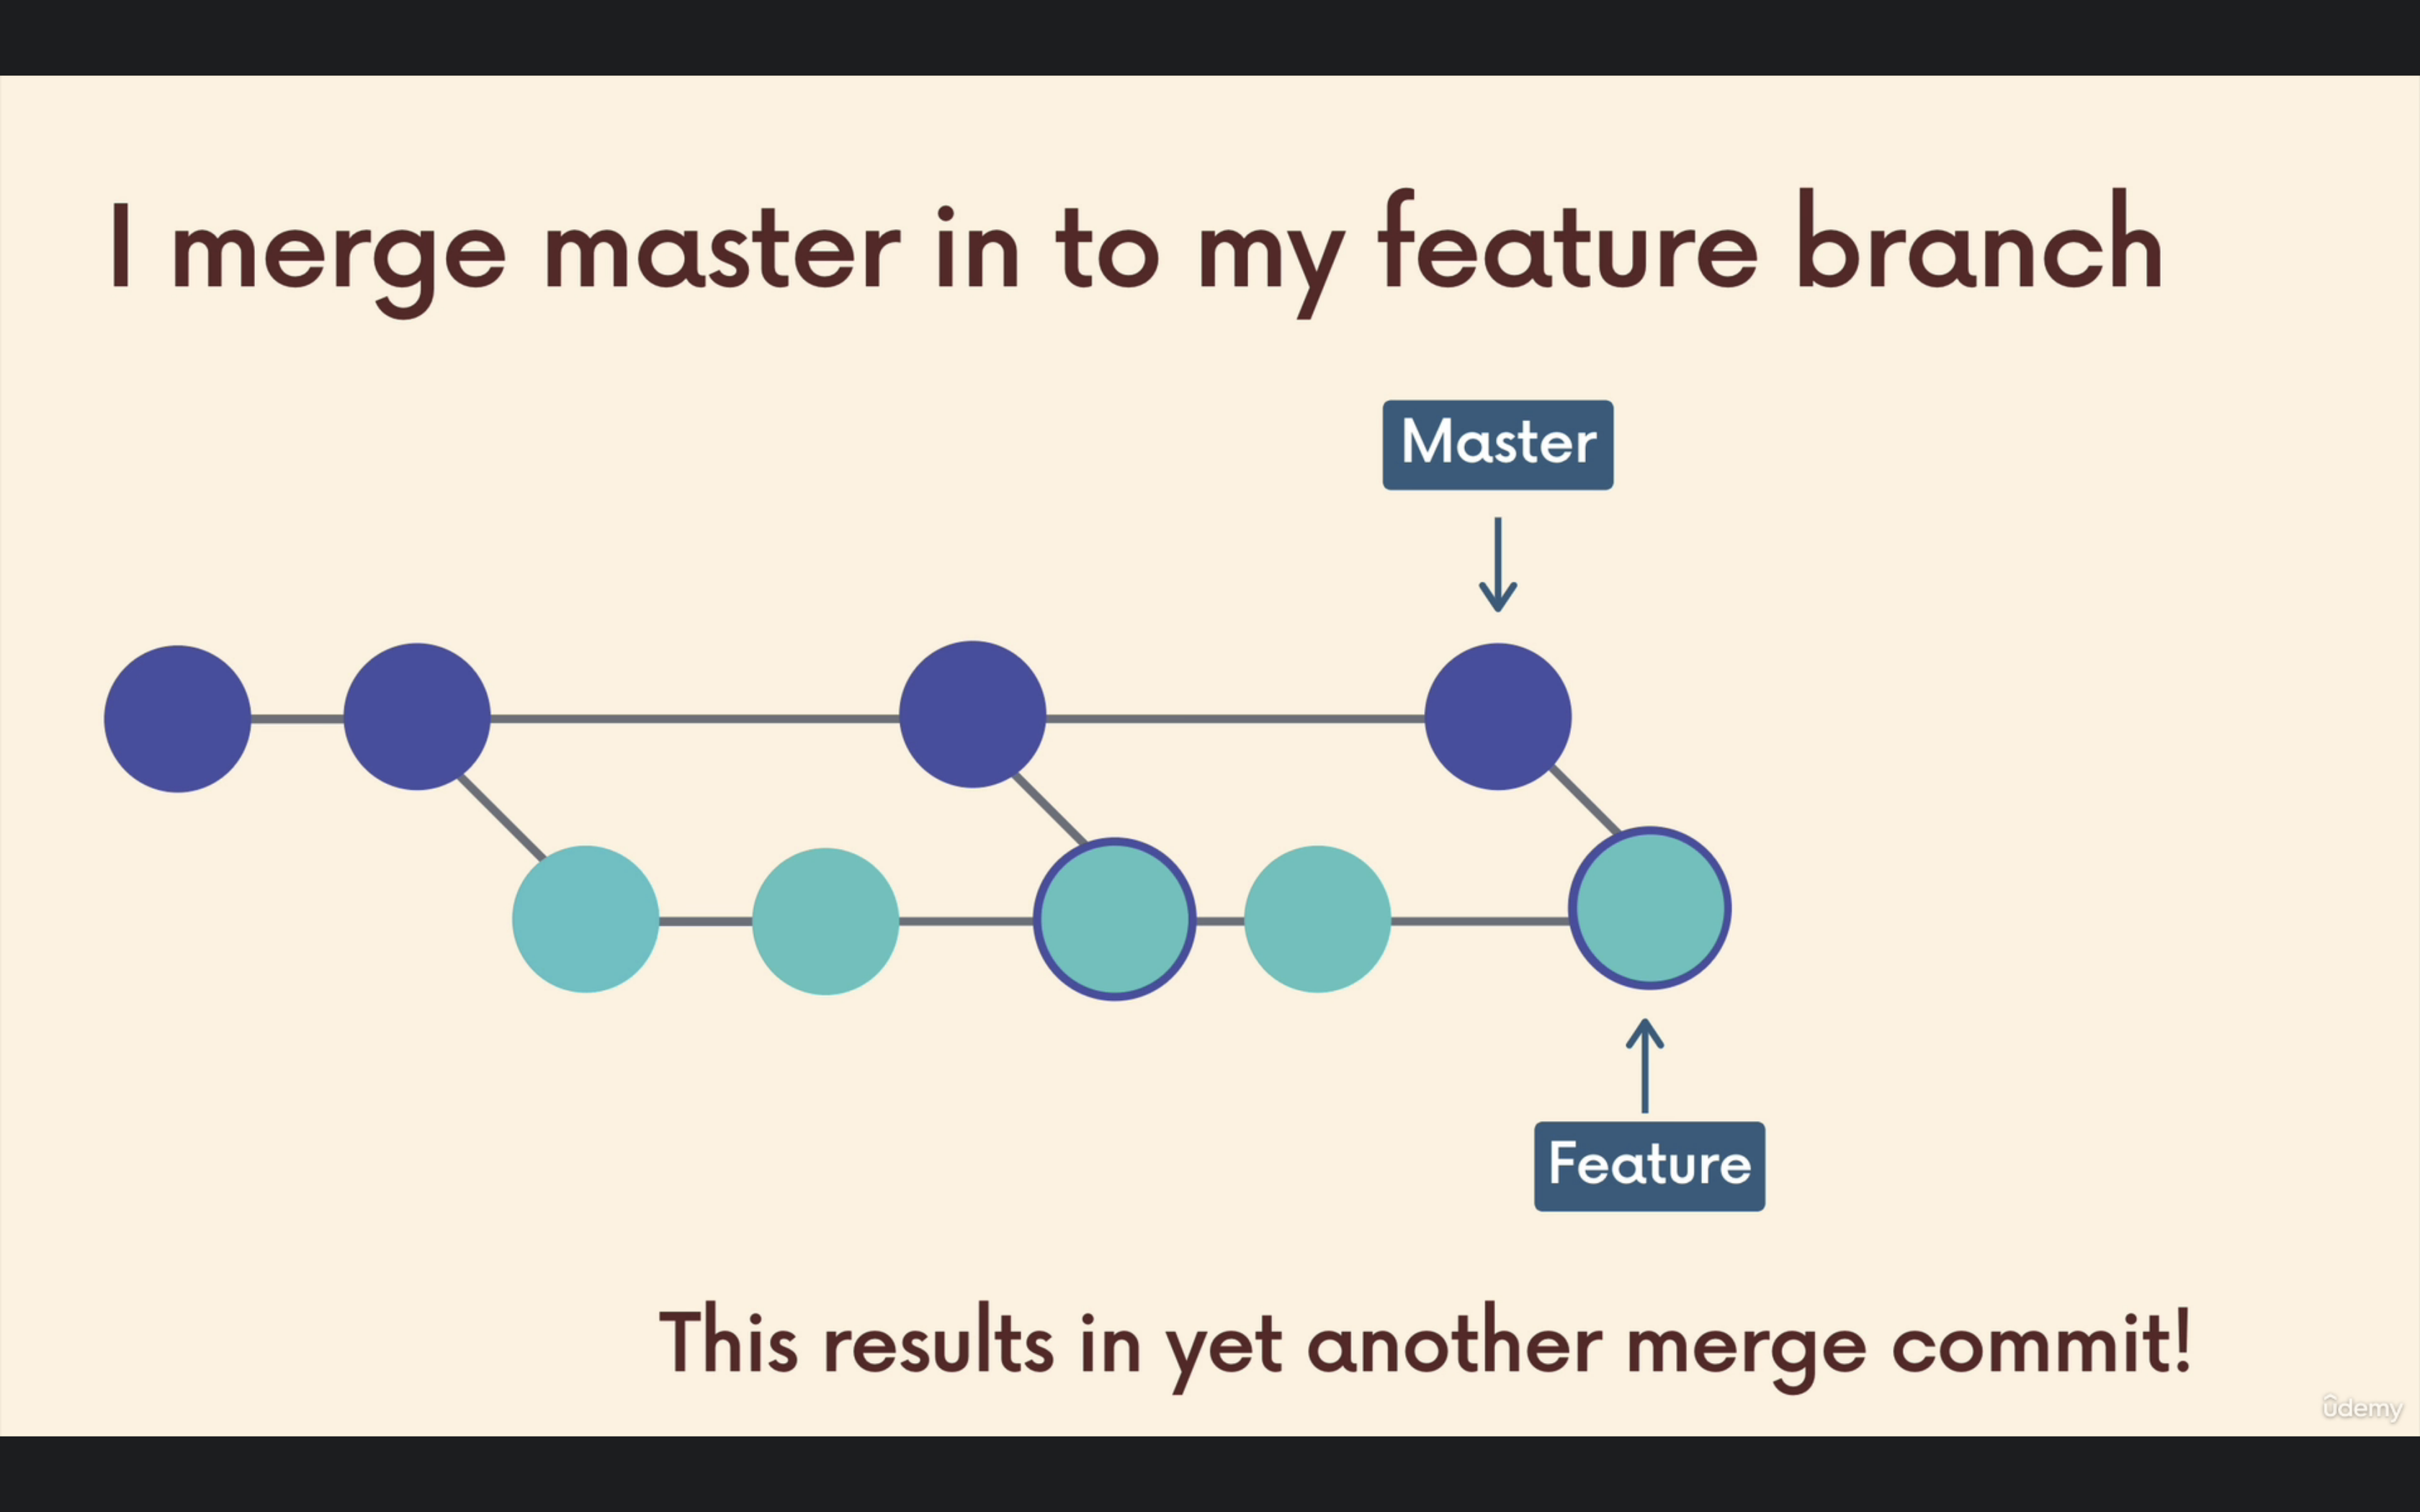 I merge master in to my feature branch
Master
Feature
This results in yet another merge commit!
ûdemy